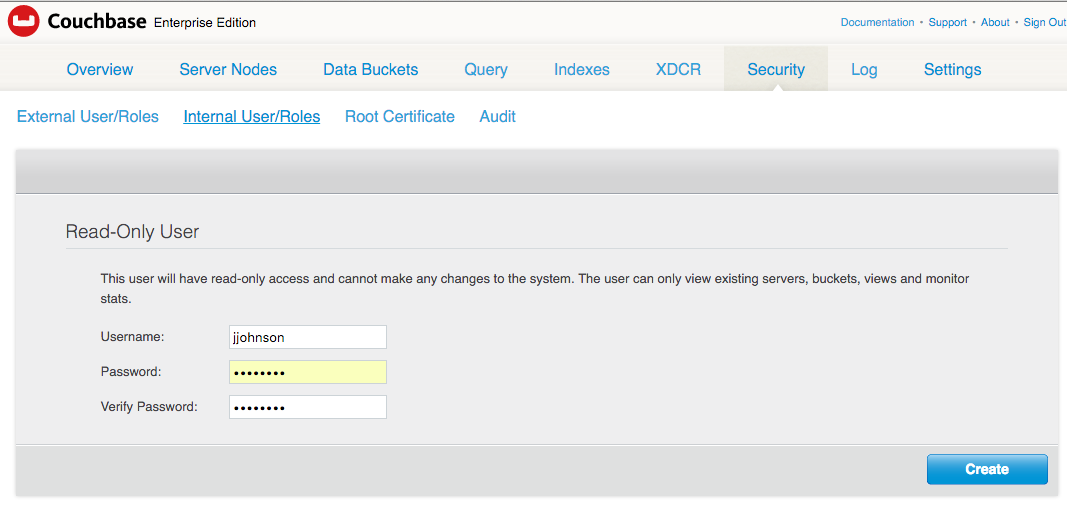 Couchbase Enterprise Edition
Documentation • Support • About • Sign Out
Overview Server Nodes Data Buckets Query Indexes XDCR Security Log Settings
External User/Roles Internal User/Roles Root Certificate Audit
Read-Only User
This user will have read-only access and cannot make any changes to the system. The user can only view existing servers, buckets, views and monitor
stats.
Username: jjohnson
Password: ••••••••
Verify Password: ••••••••
Create